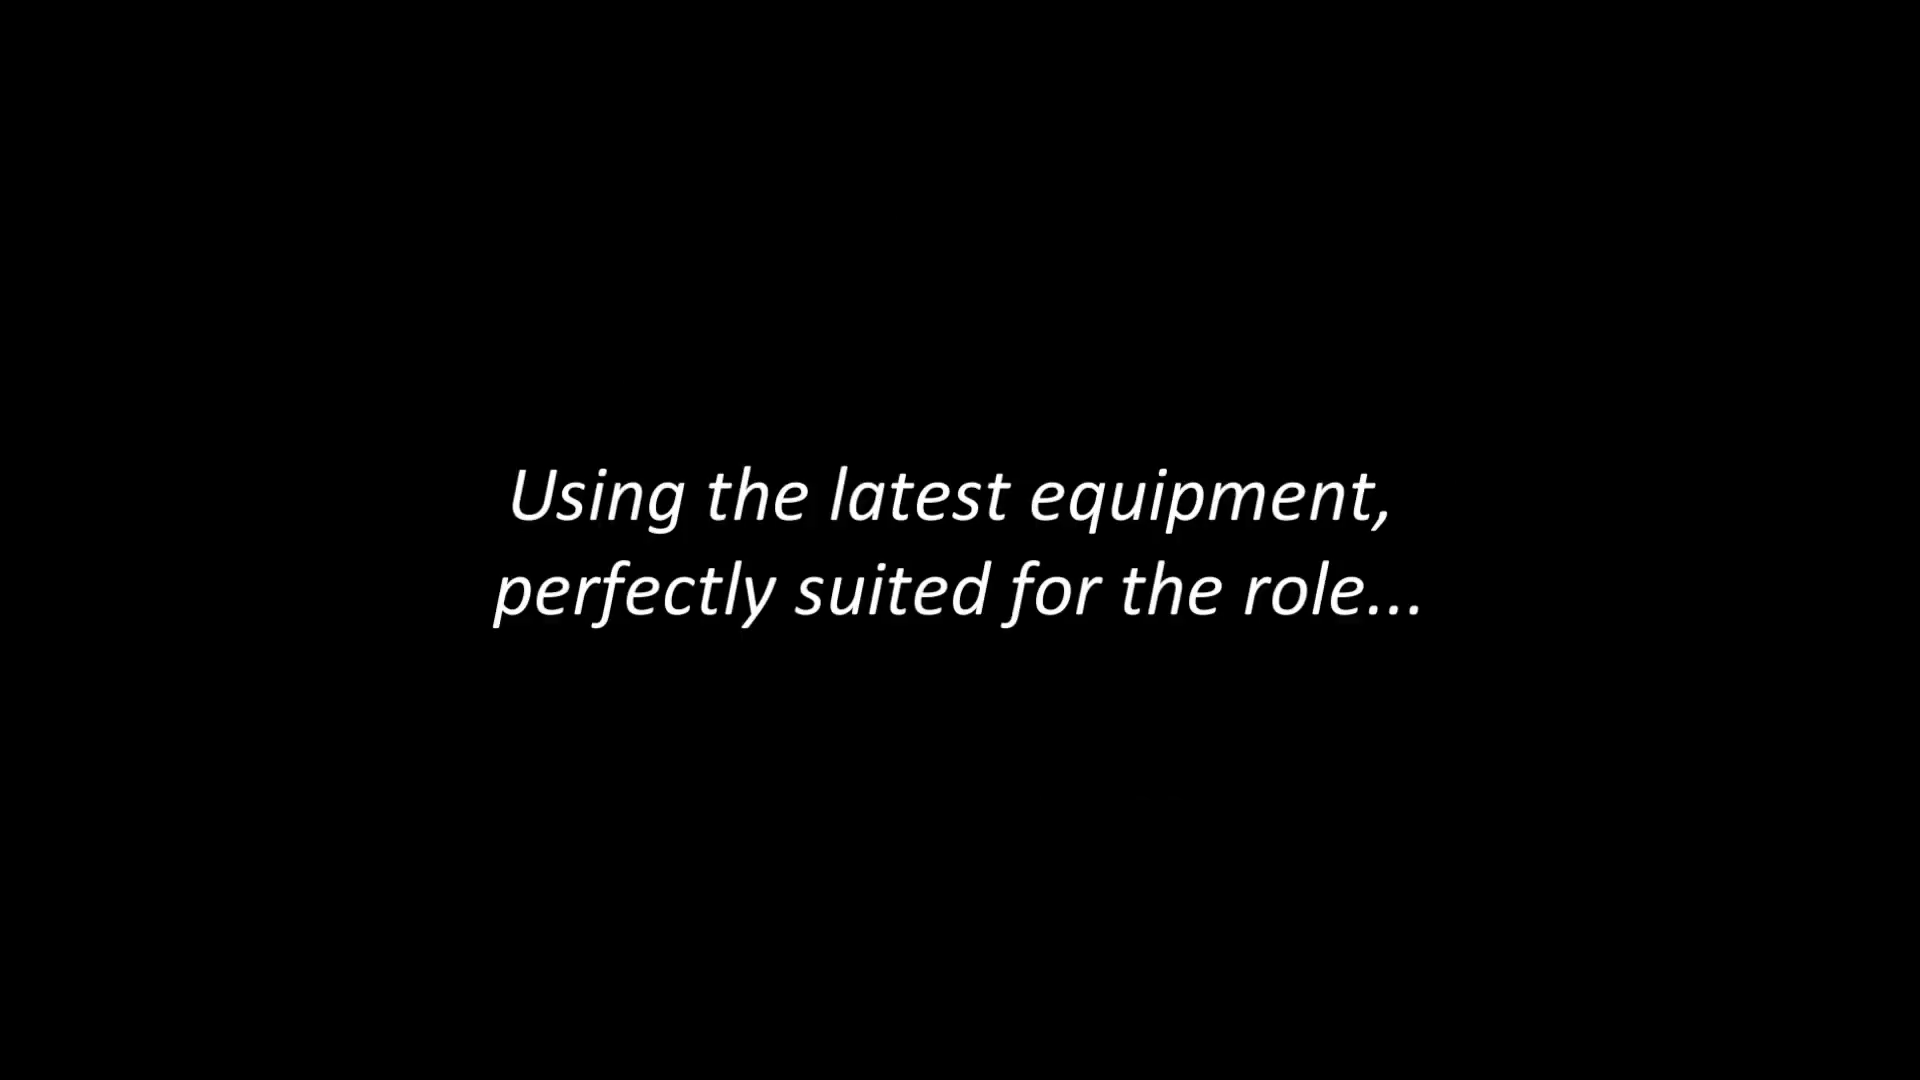 Using the latest equipment,
perfectly suited for the role...